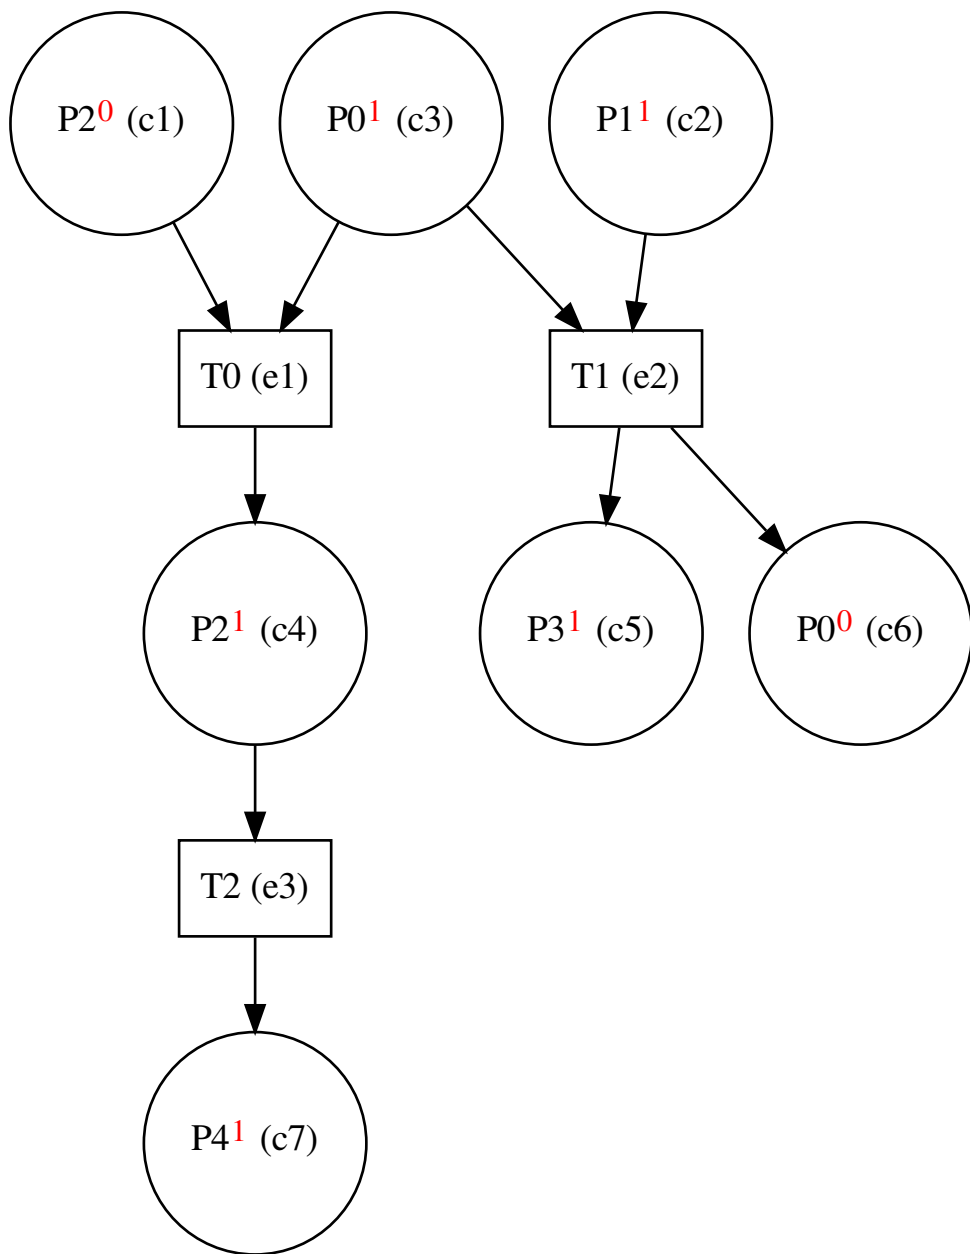 P2⁰ (c1)
P0¹ (c3)
P1¹ (c2)
T0 (e1)
T1 (e2)
P2¹ (c4)
P3¹ (c5)
P0⁰ (c6)
T2 (e3)
P4¹ (c7)